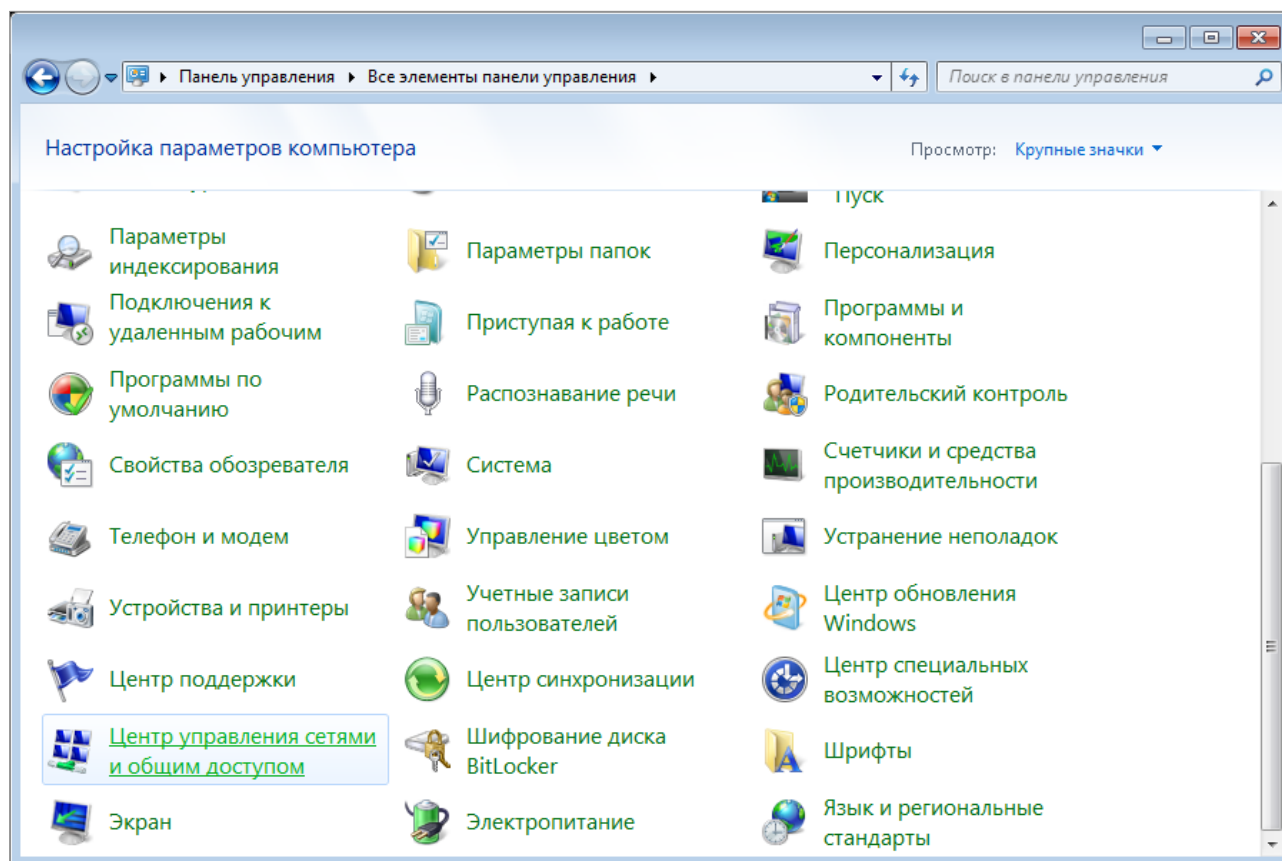 Панель управления ▸ Все элементы панели управления ▸
Поиск в панели управления
Настройка параметров компьютера
Просмотр: Крупные значки
Пуск
Параметры
индексирования
Параметры папок
Персонализация
Подключения к
удаленным рабочим
Приступая к работе
Программы и
компоненты
Программы по
умолчанию
Распознавание речи
Родительский контроль
Свойства обозревателя
Система
Счетчики и средства
производительности
Телефон и модем
Управление цветом
Устранение неполадок
Устройства и принтеры
Учетные записи
пользователей
Центр обновления
Windows
Центр поддержки
Центр синхронизации
Центр специальных
возможностей
Центр управления сетями
и общим доступом
Шифрование диска
BitLocker
Шрифты
Экран
Электропитание
Язык и региональные
стандарты